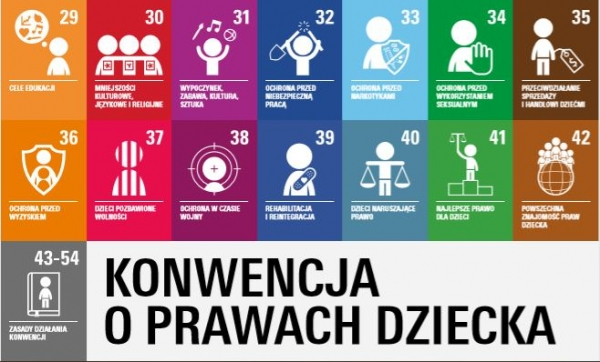 29
CELE EDUKACJI
30
MNIEJSZOŚCI
KULTUROWE,
JĘZYKOWE I RELIGIJNE
31
WYPOCZYNEK,
ZABAWA, KULTURA,
SZTUKA
32
OCHRONA PRZED
NIEBEZPIECZNĄ
PRACĄ
33
OCHRONA PRZED
NARKOTYKAMI
34
OCHRONA PRZED
WYKORZYSTANIEM
SEKSUALNYM
35
PRZECIWDZIAŁANIE
SPRZEDAŻY
I HANDLOWI DZIEĆMI
36
OCHRONA PRZED
WYZYSKIEM
37
DZIECI POZBAWIONE
WOLNOŚCI
38
OCHRONA W CZASIE
WOJNY
39
REHABILITACJA
I REINTEGRACJA
40
DZIECI NARUSZAJĄCE
PRAWO
41
NAJLEPSZE PRAWO
DLA DZIECI
42
POWSZECHNA
ZNAJOMOŚĆ PRAW
DZIECKA
43-54
ZASADY DZIAŁANIA
KONWENCJI
KONWENCJA
O PRAWACH DZIECKA